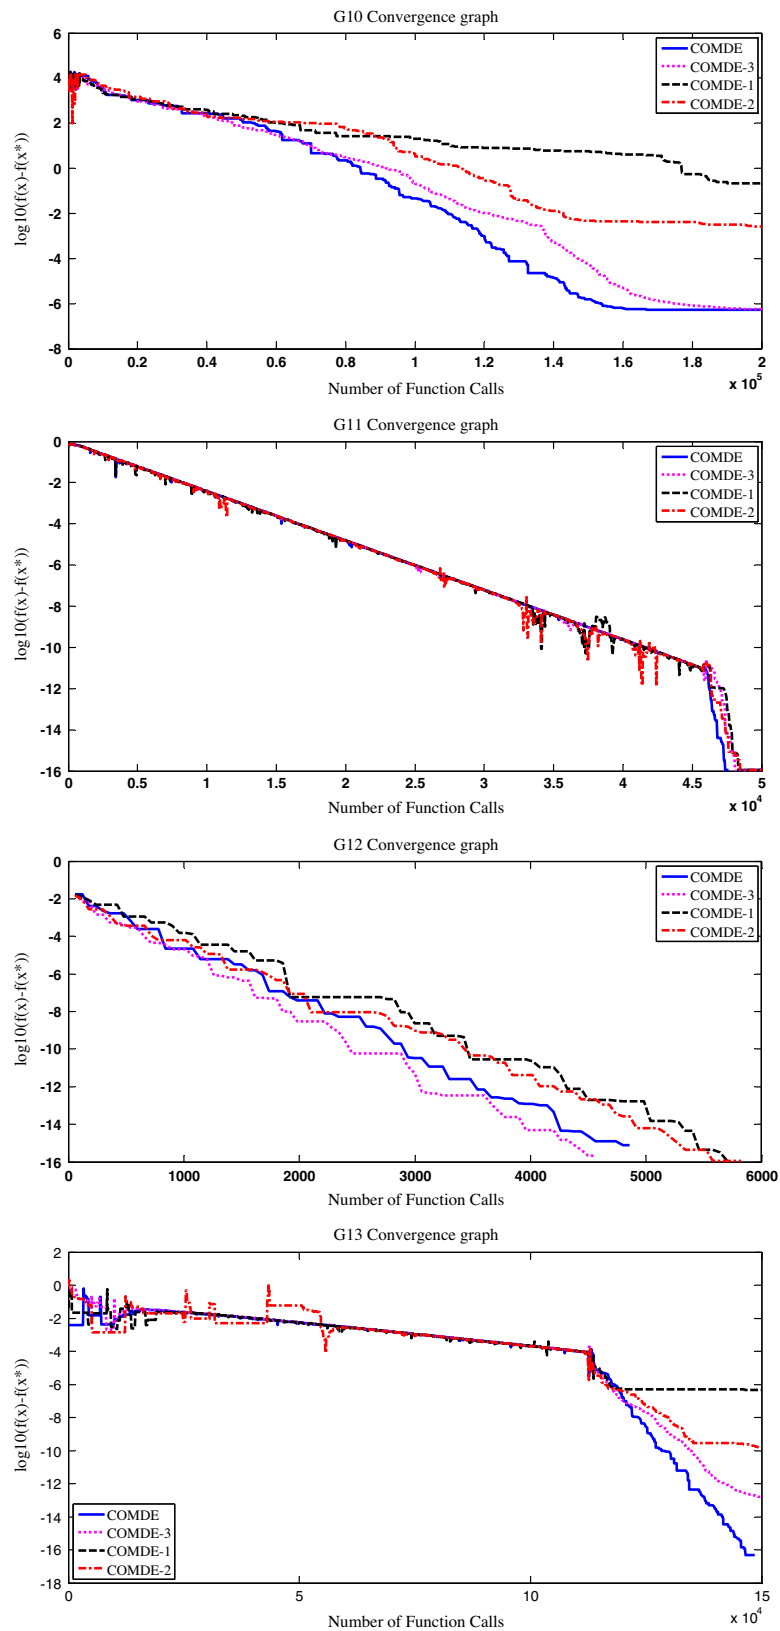 G10 Convergence graph
6
4
2
0
-2
-4
-6
-8
log10(f(x)-f(x*))
COMDE
COMDE-3
COMDE-1
COMDE-2
0 0.2 0.4 0.6 0.8 1 1.2 1.4 1.6 1.8 2
x 10^5
Number of Function Calls
G11 Convergence graph
0
-2
-4
-6
-8
-10
-12
-14
-16
log10(f(x)-f(x*))
COMDE
COMDE-3
COMDE-1
COMDE-2
0 0.5 1 1.5 2 2.5 3 3.5 4 4.5 5
x 10^4
Number of Function Calls
G12 Convergence graph
0
-2
-4
-6
-8
-10
-12
-14
-16
log10(f(x)-f(x*))
COMDE
COMDE-3
COMDE-1
COMDE-2
0 1000 2000 3000 4000 5000 6000
Number of Function Calls
G13 Convergence graph
2
0
-2
-4
-6
-8
-10
-12
-14
-16
-18
log10(f(x)-f(x*))
COMDE
COMDE-3
COMDE-1
COMDE-2
0 5 10 15
x 10^4
Number of Function Calls